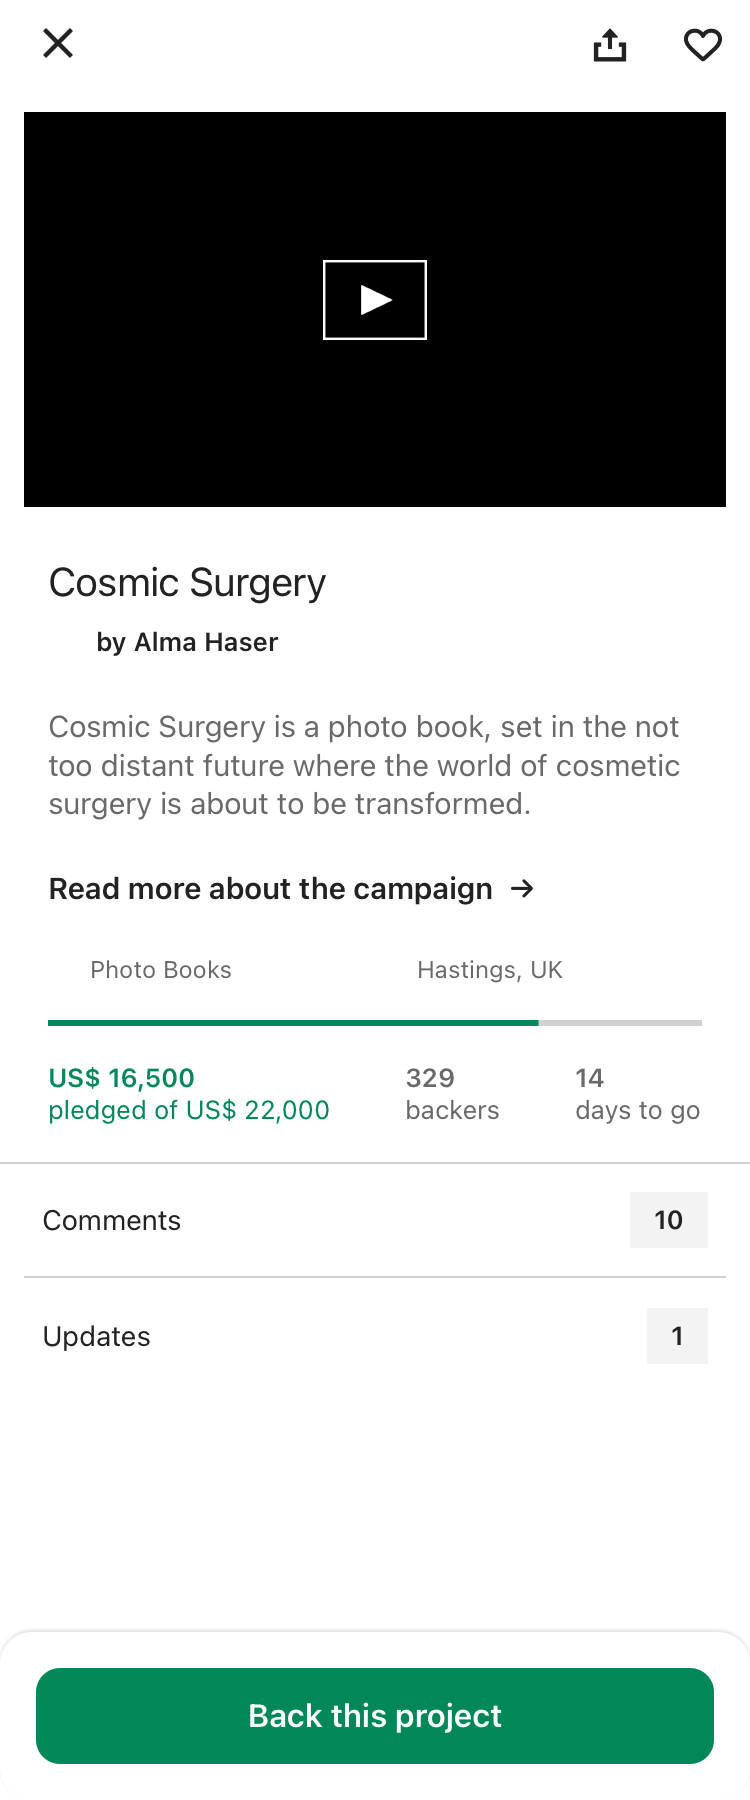 Cosmic Surgery
by Alma Haser
Cosmic Surgery is a photo book, set in the not
too distant future where the world of cosmetic
surgery is about to be transformed.
Read more about the campaign →
Photo Books
Hastings, UK
US$ 16,500
pledged of US$ 22,000
329
backers
14
days to go
Comments
10
Updates
1
Back this project